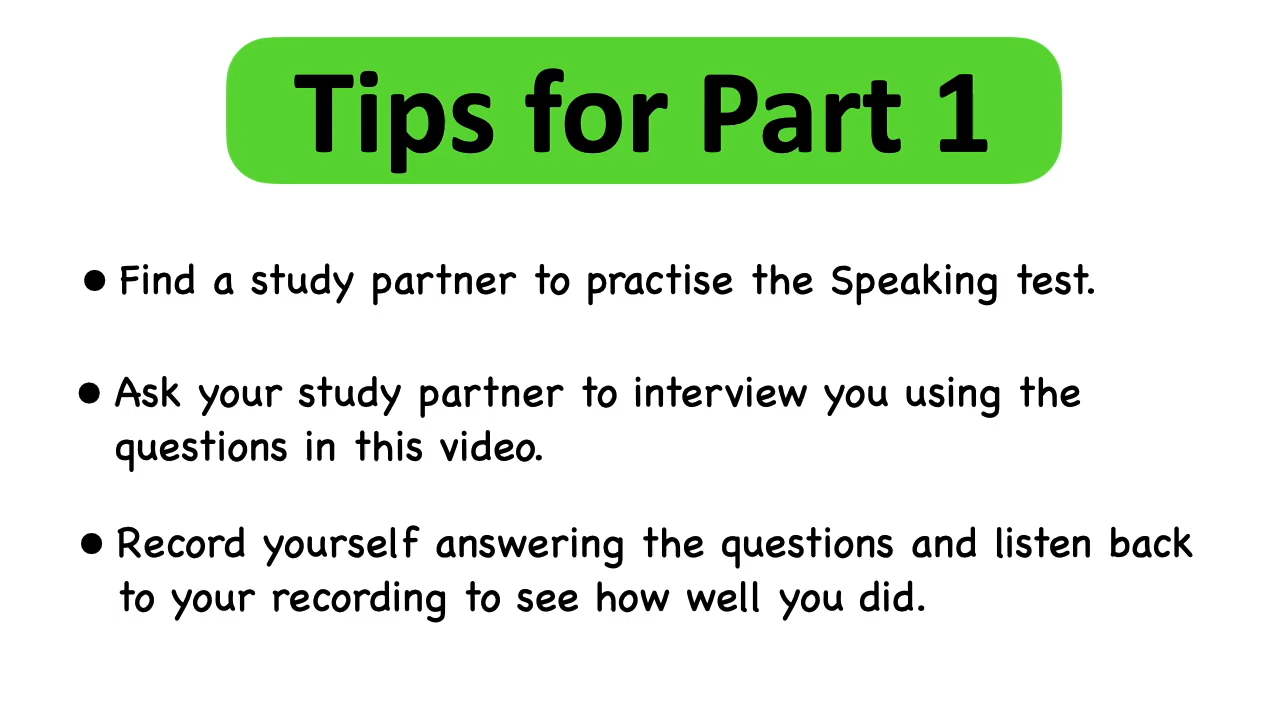 Tips for Part 1
● Find a study partner to practise the Speaking test.
● Ask your study partner to interview you using the
questions in this video.
● Record yourself answering the questions and listen back
to your recording to see how well you did.